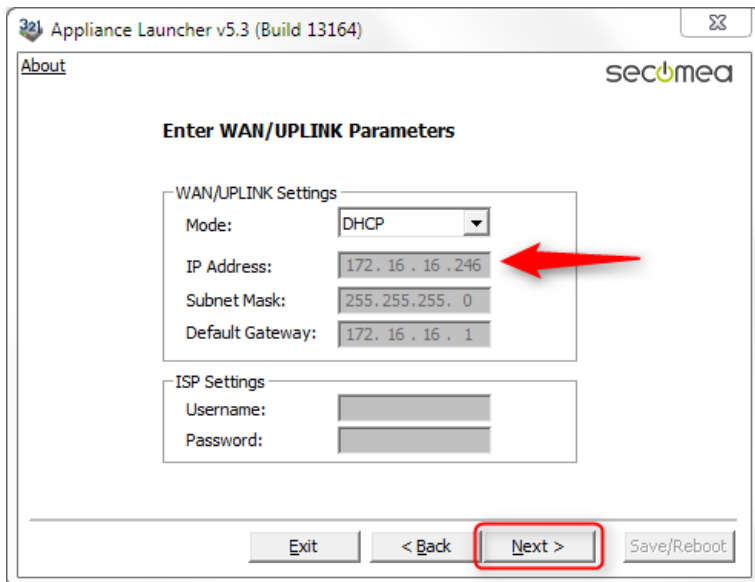 321 Appliance Launcher v5.3 (Build 13164)
About
secomea
Enter WAN/UPLINK Parameters
WAN/UPLINK Settings
Mode: DHCP
IP Address: 172. 16 . 16 .246
Subnet Mask: 255.255.255. 0
Default Gateway: 172. 16 . 16 . 1
ISP Settings
Username:
Password:
Exit < Back Next > Save/Reboot